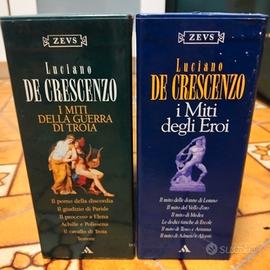 ZEVS
Luciano
DE CRESCENZO
I MITI
DELLA GUERRA
DI TROIA
Il pomo della discordia
Il giudizio di Paride
Il processo a Elena
Achille e Polissena
Il cavallo di Troia
Tersite
ZEVS
Luciano
DE CRESCENZO
i Miti
degli Eroi
Il mito delle donne di Lemno
Il mito del Vello d'oro
Il mito di Medea
Le dodici fatiche di Ercole
Il mito di Teseo e Arianna
Il mito di Admeto e Alcesti